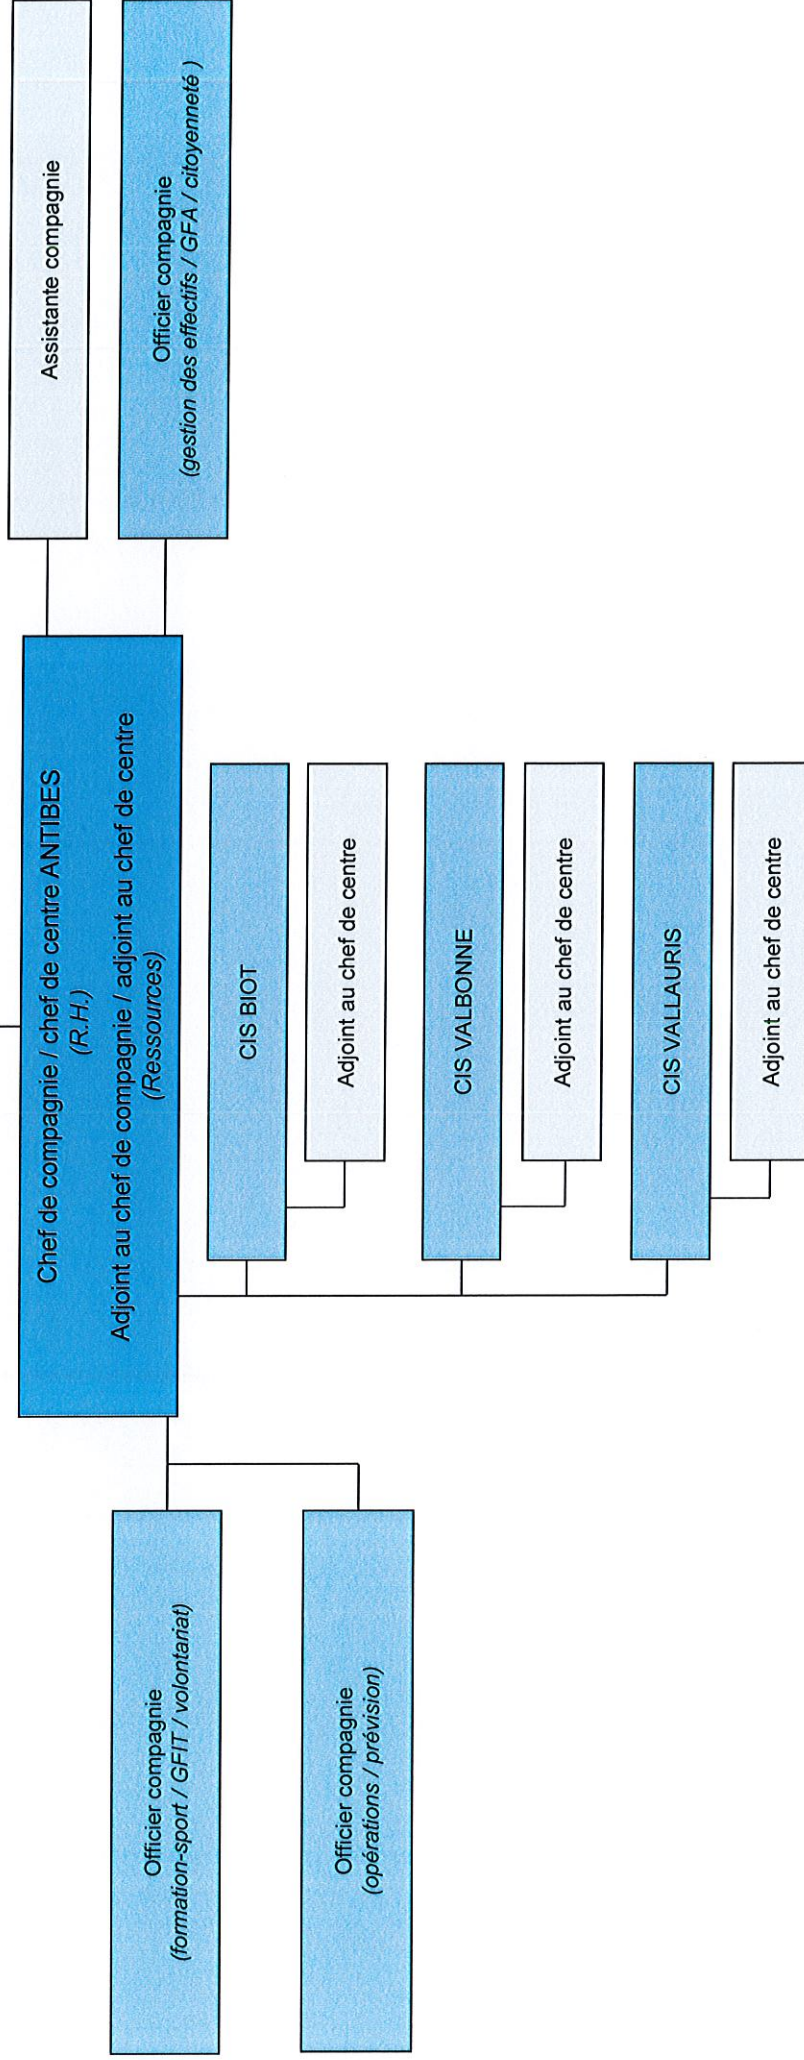 Chef de compagnie / chef de centre ANTIBES
(R.H.)
Adjoint au chef de compagnie / adjoint au chef de centre
(Ressources)
Assistante compagnie
Officier compagnie
(gestion des effectifs / GFA / citoyenneté )
Officier compagnie
(formation-sport / GFIT / volontariat)
Officier compagnie
(opérations / prévision)
CIS BIOT
Adjoint au chef de centre
CIS VALBONNE
Adjoint au chef de centre
CIS VALLAURIS
Adjoint au chef de centre